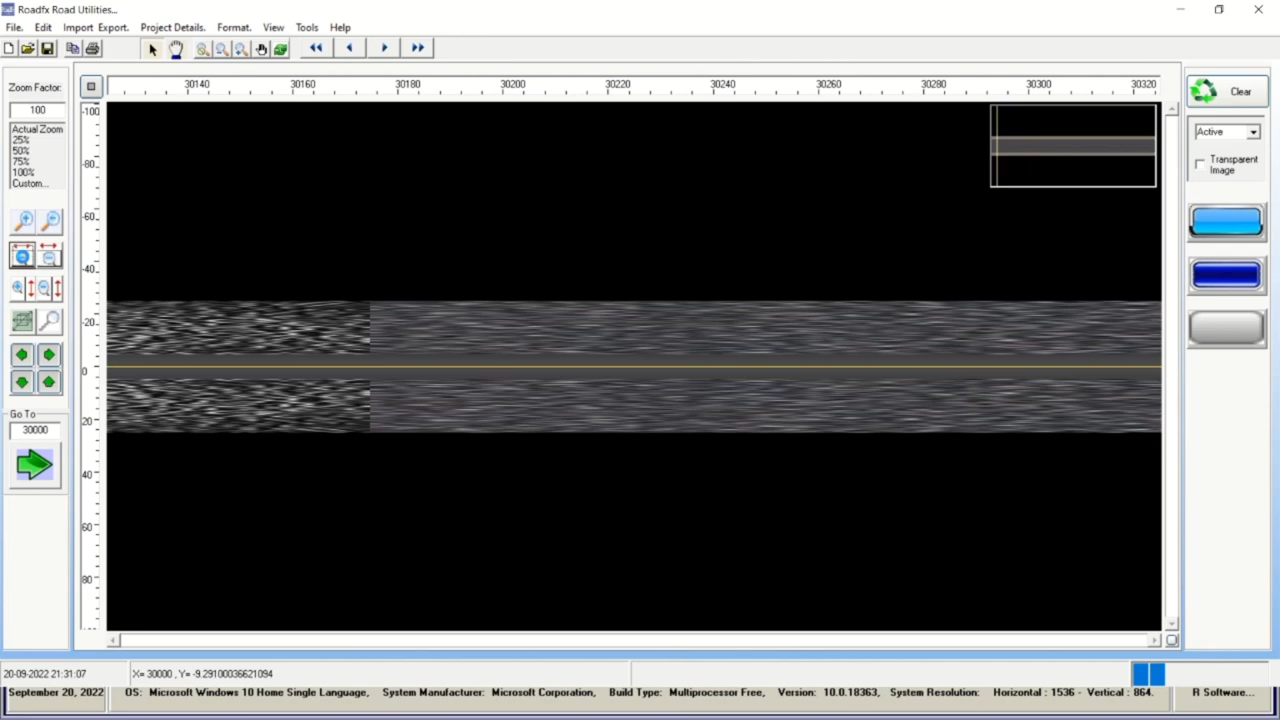 Roadfx Road Utilities...
File. Edit Import Export. Project Details. Format. View Tools Help
Zoom Factor:
100
Actual Zoom
25%
50%
75%
100%
Custom...
Go To
30000
30140 30160 30180 30200 30220 30240 30260 30280 30300 30320
-100
-80
-60
-40
-20
0
20
40
60
80
Clear
Active
Transparent
Image
20-09-2022 21:31:07 X= 30000 , Y= -9.29100036621094
September 20, 2022 OS: Microsoft Windows 10 Home Single Language, System Manufacturer: Microsoft Corporation, Build Type: Multiprocessor Free, Version: 10.0.18363, System Resolution: Horizontal : 1536 - Vertical : 864. R Software...